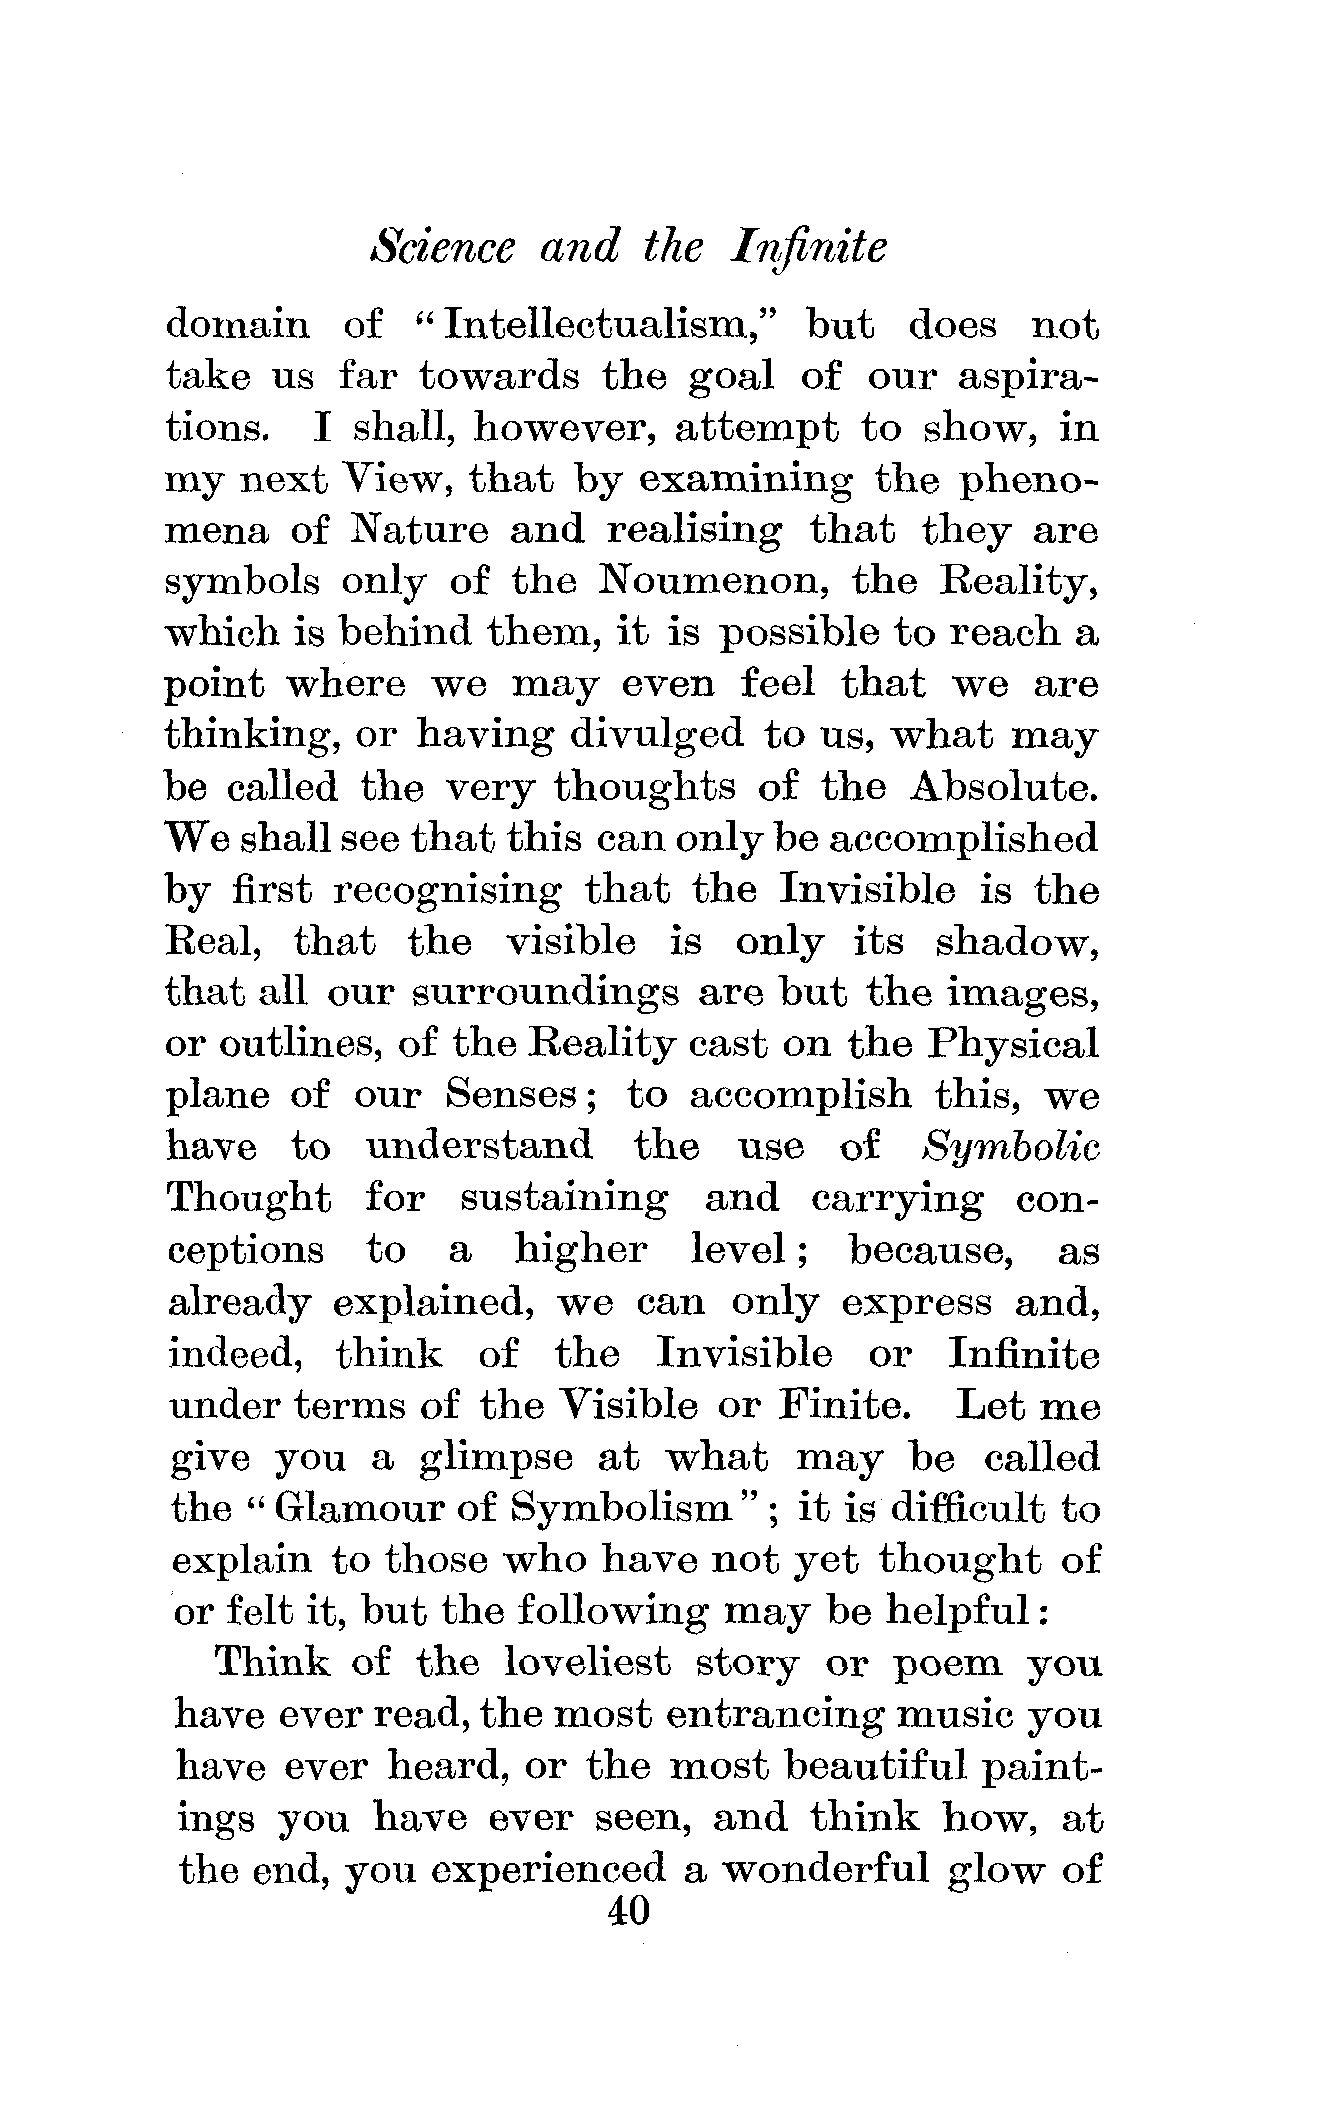 Science and the Infinite
domain of "Intellectualism," but does not
take us far towards the goal of our aspira-
tions. I shall, however, attempt to show, in
my next View, that by examining the pheno-
mena of Nature and realising that they are
symbols only of the Noumenon, the Reality,
which is behind them, it is possible to reach a
point where we may even feel that we are
thinking, or having divulged to us, what may
be called the very thoughts of the Absolute.
We shall see that this can only be accomplished
by first recognising that the Invisible is the
Real, that the visible is only its shadow,
that all our surroundings are but the images,
or outlines, of the Reality cast on the Physical
plane of our Senses; to accomplish this, we
have to understand the use of Symbolic
Thought for sustaining and carrying con-
ceptions to a higher level; because, as
already explained, we can only express and,
indeed, think of the Invisible or Infinite
under terms of the Visible or Finite. Let me
give you a glimpse at what may be called
the "Glamour of Symbolism"; it is difficult to
explain to those who have not yet thought of
or felt it, but the following may be helpful:
Think of the loveliest story or poem you
have ever read, the most entrancing music you
have ever heard, or the most beautiful paint-
ings you have ever seen, and think how, at
the end, you experienced a wonderful glow of
40